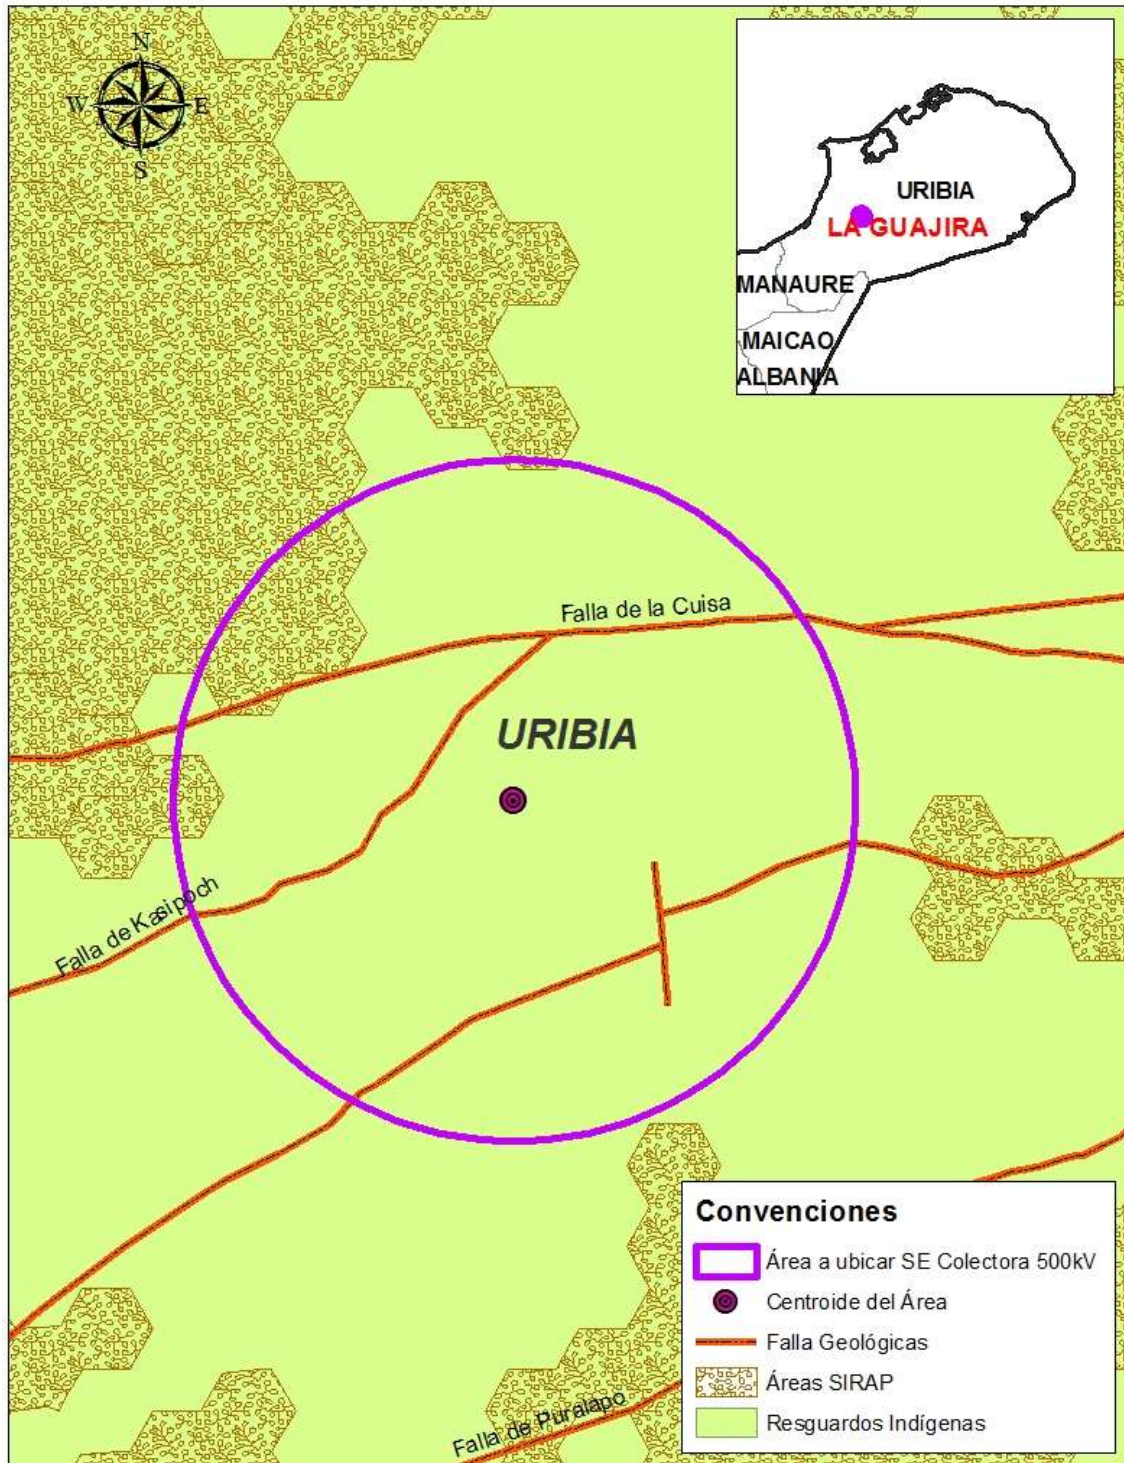 N
W E
S
URIBIA
LA GUAJIRA
MANAURE
MAICAO
ALBANIA
Falla de la Cuisa
URIBIA
Falla de Kasipoch
Falla de Puralapo
Convenciones
Área a ubicar SE Colectora 500kV
Centroide del Área
Falla Geológicas
Áreas SIRAP
Resguardos Indígenas